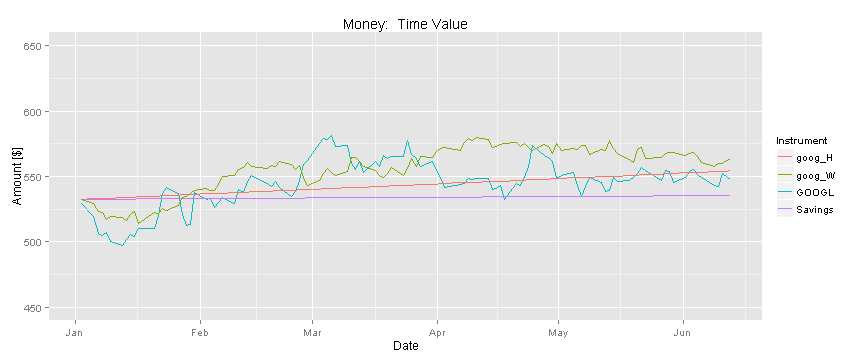 Money:  Time Value
650
600
550
500
450
Amount [$]
Jan Feb Mar Apr May Jun
Date
Instrument
goog_H
goog_W
GOOGL
Savings